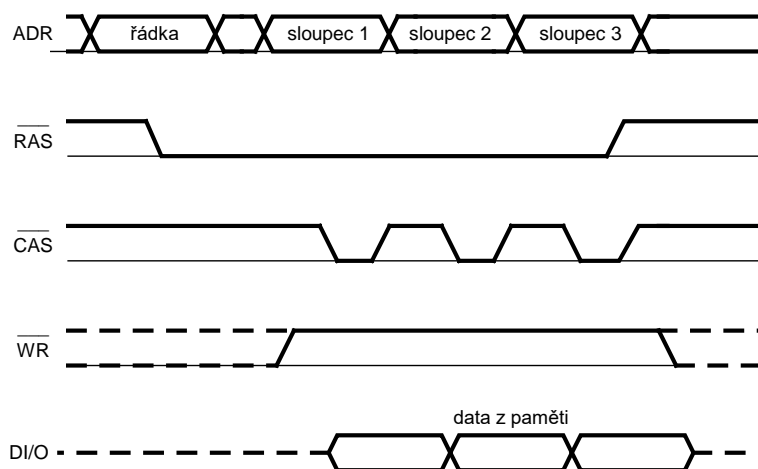 ADR řádka sloupec 1 sloupec 2 sloupec 3
RAS
CAS
WR
data z paměti
DI/O